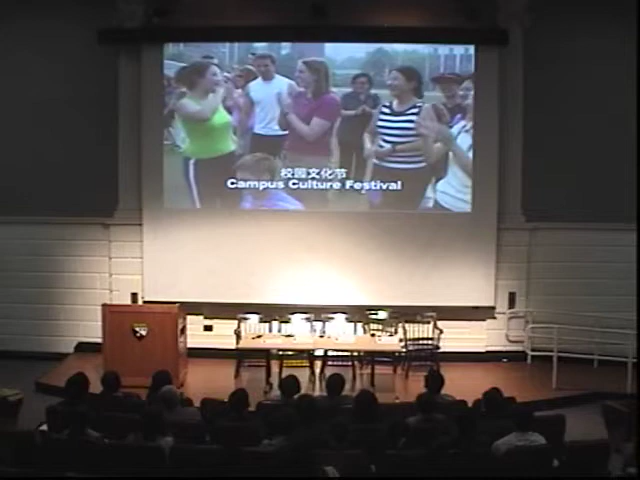 校园文化节
Campus Culture Festival